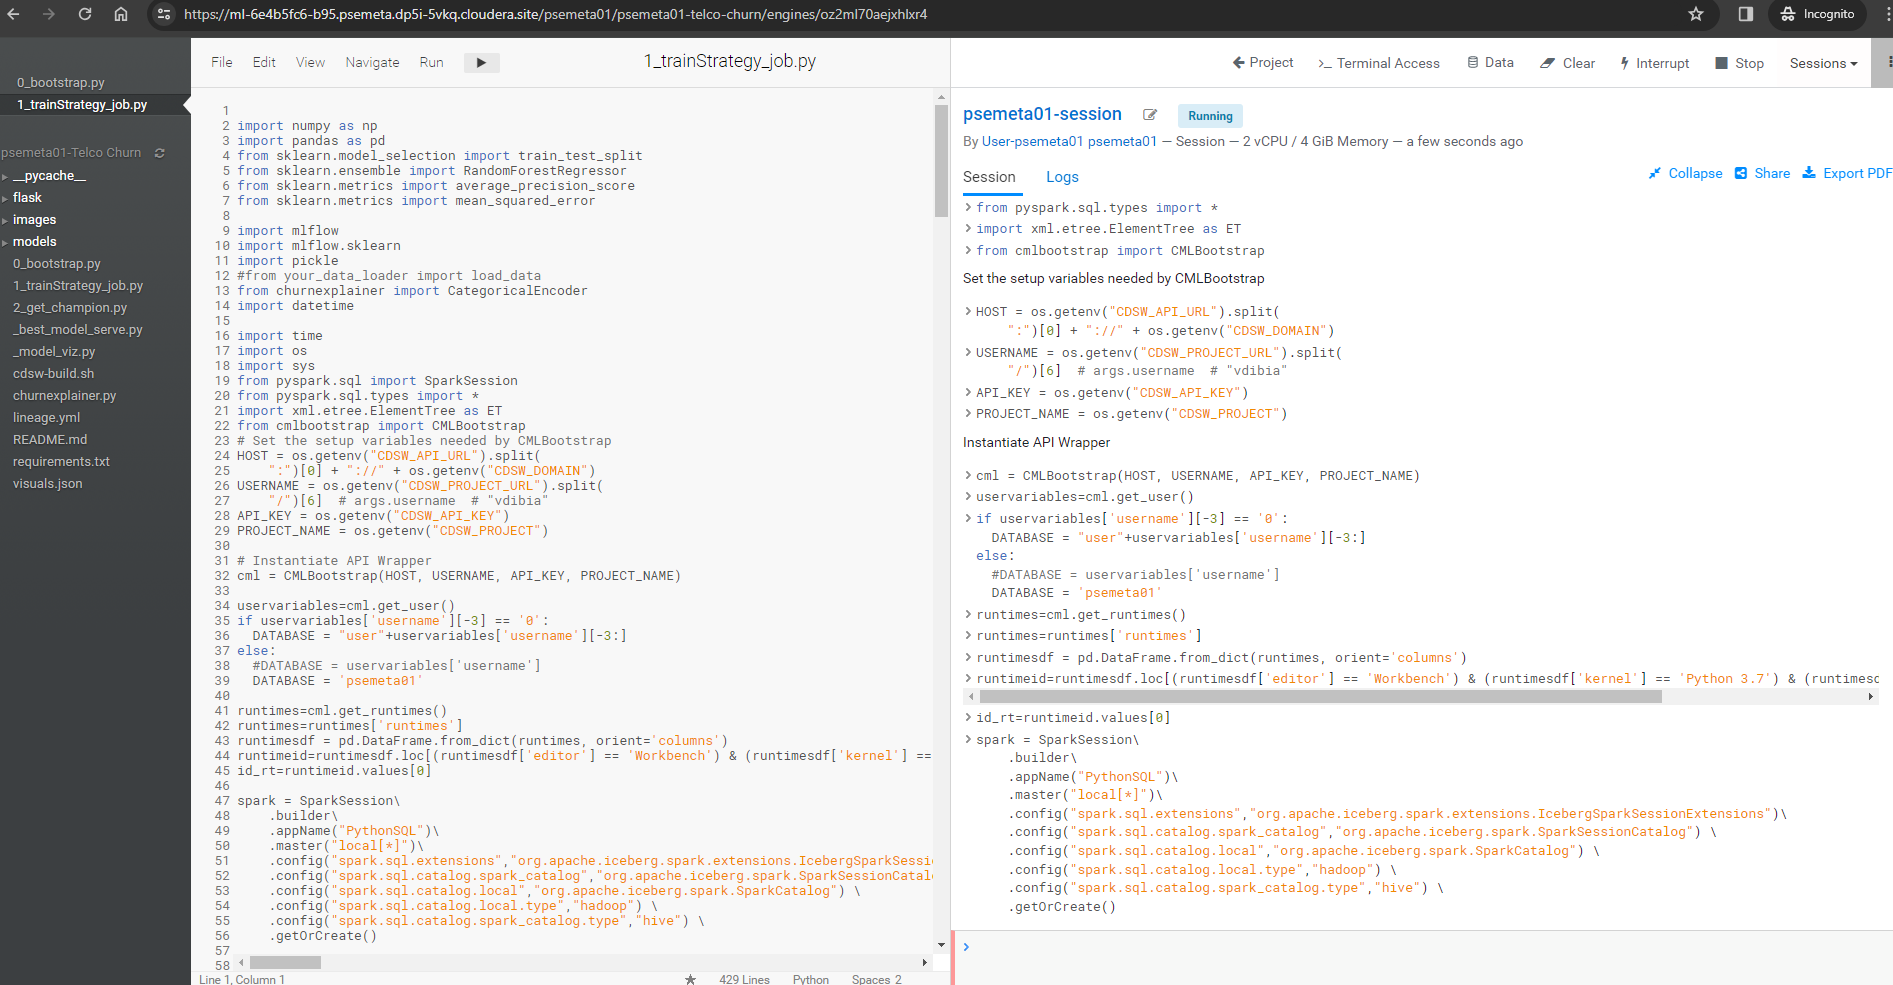 https://ml-6e4b5fc6-b95.psemeta.dp5i-5vkq.cloudera.site/psemeta01/psemeta01-telco-churn/engines/oz2ml70aejxhlxr4
Incognito
0_bootstrap.py
1_trainStrategy_job.py
psemeta01-Telco Churn
__pycache__
flask
images
models
0_bootstrap.py
1_trainStrategy_job.py
2_get_champion.py
_best_model_serve.py
_model_viz.py
cdsw-build.sh
churnexplainer.py
lineage.yml
README.md
requirements.txt
visuals.json
File Edit View Navigate Run
1_trainStrategy_job.py
1
2 import numpy as np
3 import pandas as pd
4 from sklearn.model_selection import train_test_split
5 from sklearn.ensemble import RandomForestRegressor
6 from sklearn.metrics import average_precision_score
7 from sklearn.metrics import mean_squared_error
8
9 import mlflow
10 import mlflow.sklearn
11 import pickle
12 #from your_data_loader import load_data
13 from churnexplainer import CategoricalEncoder
14 import datetime
15
16 import time
17 import os
18 import sys
19 from pyspark.sql import SparkSession
20 from pyspark.sql.types import *
21 import xml.etree.ElementTree as ET
22 from cmlbootstrap import CMLBootstrap
23 # Set the setup variables needed by CMLBootstrap
24 HOST = os.getenv("CDSW_API_URL").split(
25     ":")[0] + "://" + os.getenv("CDSW_DOMAIN")
26 USERNAME = os.getenv("CDSW_PROJECT_URL").split(
27     "/")[6]  # args.username  # "vdibia"
28 API_KEY = os.getenv("CDSW_API_KEY")
29 PROJECT_NAME = os.getenv("CDSW_PROJECT")
30
31 # Instantiate API Wrapper
32 cml = CMLBootstrap(HOST, USERNAME, API_KEY, PROJECT_NAME)
33
34 uservariables=cml.get_user()
35 if uservariables['username'][-3] == '0':
36   DATABASE = "user"+uservariables['username'][-3:]
37 else:
38   #DATABASE = uservariables['username']
39   DATABASE = 'psemeta01'
40
41 runtimes=cml.get_runtimes()
42 runtimes=runtimes['runtimes']
43 runtimesdf = pd.DataFrame.from_dict(runtimes, orient='columns')
44 runtimeid=runtimesdf.loc[(runtimesdf['editor'] == 'Workbench') & (runtimesdf['kernel'] ==
45 id_rt=runtimeid.values[0]
46
47 spark = SparkSession\
48     .builder\
49     .appName("PythonSQL")\
50     .master("local[*]")\
51     .config("spark.sql.extensions","org.apache.iceberg.spark.extensions.IcebergSparkSessi
52     .config("spark.sql.catalog.spark_catalog","org.apache.iceberg.spark.SparkSessionCatal
53     .config("spark.sql.catalog.local","org.apache.iceberg.spark.SparkCatalog") \
54     .config("spark.sql.catalog.local.type","hadoop") \
55     .config("spark.sql.catalog.spark_catalog.type","hive") \
56     .getOrCreate()
57
58
Line 1, Column 1 429 Lines Python Spaces 2
Project Terminal Access Data Clear Interrupt Stop Sessions
psemeta01-session Running
By User-psemeta01 psemeta01 — Session — 2 vCPU / 4 GiB Memory — a few seconds ago
Session Logs Collapse Share Export PDF
> from pyspark.sql.types import *
> import xml.etree.ElementTree as ET
> from cmlbootstrap import CMLBootstrap
Set the setup variables needed by CMLBootstrap
> HOST = os.getenv("CDSW_API_URL").split(
":")[0] + "://" + os.getenv("CDSW_DOMAIN")
> USERNAME = os.getenv("CDSW_PROJECT_URL").split(
"/")[6]  # args.username  # "vdibia"
> API_KEY = os.getenv("CDSW_API_KEY")
> PROJECT_NAME = os.getenv("CDSW_PROJECT")
Instantiate API Wrapper
> cml = CMLBootstrap(HOST, USERNAME, API_KEY, PROJECT_NAME)
> uservariables=cml.get_user()
> if uservariables['username'][-3] == '0':
DATABASE = "user"+uservariables['username'][-3:]
else:
#DATABASE = uservariables['username']
DATABASE = 'psemeta01'
> runtimes=cml.get_runtimes()
> runtimes=runtimes['runtimes']
> runtimesdf = pd.DataFrame.from_dict(runtimes, orient='columns')
> runtimeid=runtimesdf.loc[(runtimesdf['editor'] == 'Workbench') & (runtimesdf['kernel'] == 'Python 3.7') & (runtimesc
> id_rt=runtimeid.values[0]
> spark = SparkSession\
.builder\
.appName("PythonSQL")\
.master("local[*]")\
.config("spark.sql.extensions","org.apache.iceberg.spark.extensions.IcebergSparkSessionExtensions")\
.config("spark.sql.catalog.spark_catalog","org.apache.iceberg.spark.SparkSessionCatalog") \
.config("spark.sql.catalog.local","org.apache.iceberg.spark.SparkCatalog") \
.config("spark.sql.catalog.local.type","hadoop") \
.config("spark.sql.catalog.spark_catalog.type","hive") \
.getOrCreate()
>